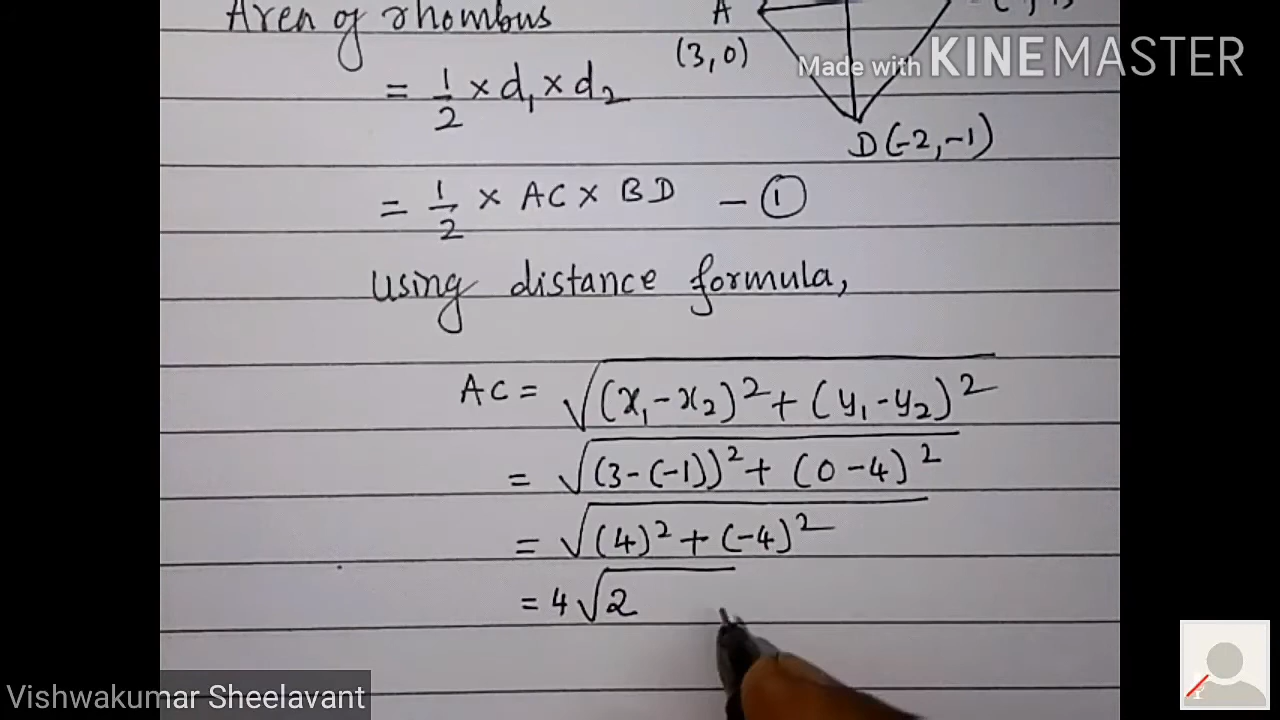 Area of rhombus
A
(3,0)
Made with KINEMASTER
= 1/2 × d₁ × d₂
D(-2,-1)
= 1/2 × AC × BD - ①
using distance formula,
AC = √(x₁-x₂)² + (y₁-y₂)²
= √(3-(-1))² + (0-4)²
= √(4)² + (-4)²
= 4√2
Vishwakumar Sheelavant